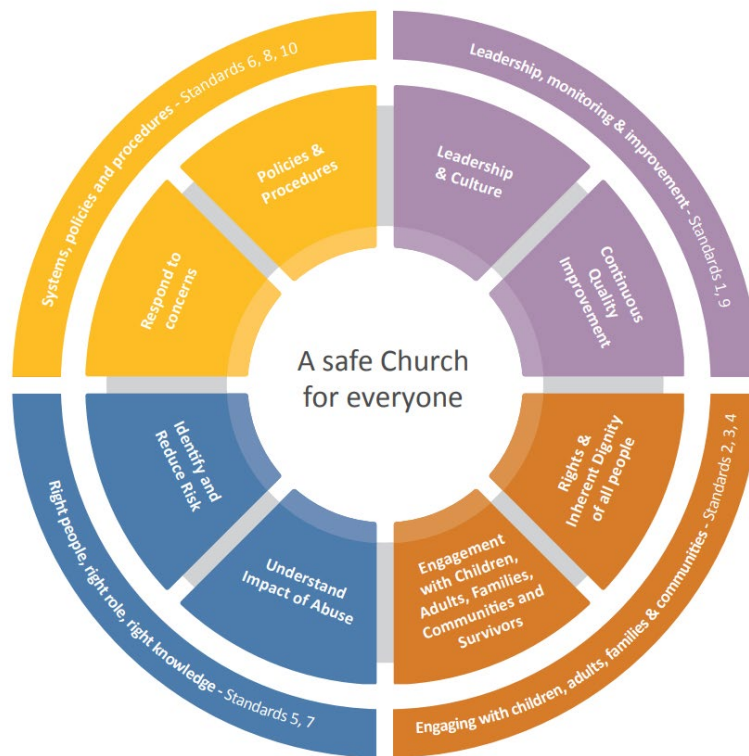 Systems, policies and procedures - Standards 6, 8, 10
Leadership, monitoring & improvement - Standards 1, 9
Policies &
Procedures
Leadership
& Culture
Respond to
concerns
Continuous
Quality
Improvement
A safe Church
for everyone
Identify and
Reduce Risk
Rights &
Inherent Dignity
of all people
Understand
Impact of Abuse
Engagement
with Children,
Adults, Families,
Communities and
Survivors
Right people, right role, right knowledge - Standards 5, 7
Engaging with children, adults, families & communities - Standards 2, 3, 4